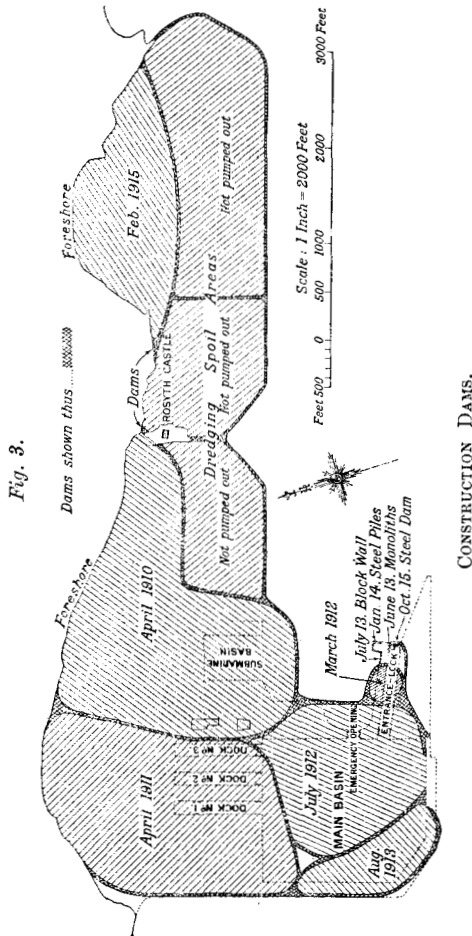 Fig. 3.
Dams shown thus
Foreshore
Foreshore
Dams
ROSYTH CASTLE
Feb. 1915
April 1910
April 1911
Dredging Spoil Areas
Not pumped out
Not pumped out
Not pumped out
SUBMARINE
BASIN
DOCK Nº 3
DOCK Nº 2
DOCK Nº 1
July 1912
MAIN BASIN
EMERGENCY OPENING
Aug.
1913
March 1912
July 13. Block Wall
Jan 14. Steel Piles
June 13. Monoliths
Oct 15. Steel Dam
ENTRANCE LOCK
Scale : 1 Inch = 2000 Feet
Feet 500 0 500 1000 2000 3000 Feet
CONSTRUCTION DAMS.